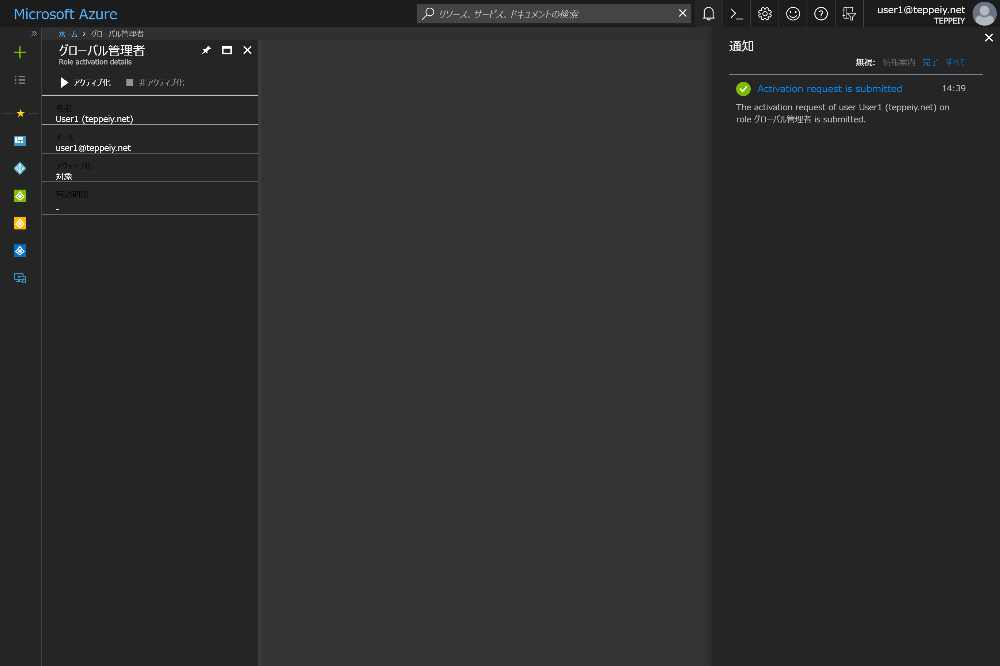 Microsoft Azure
リソース、サービス、ドキュメントの検索
user1@teppeiy.net
TEPPEIY
ホーム > グローバル管理者
グローバル管理者
Role activation details
アクティブ化 非アクティブ化
名前
User1 (teppeiy.net)
メール
user1@teppeiy.net
アクティブ化
対象
有効期限
-
通知
無視: 情報案内 完了 すべて
Activation request is submitted 14:39
The activation request of user User1 (teppeiy.net) on
role グローバル管理者 is submitted.